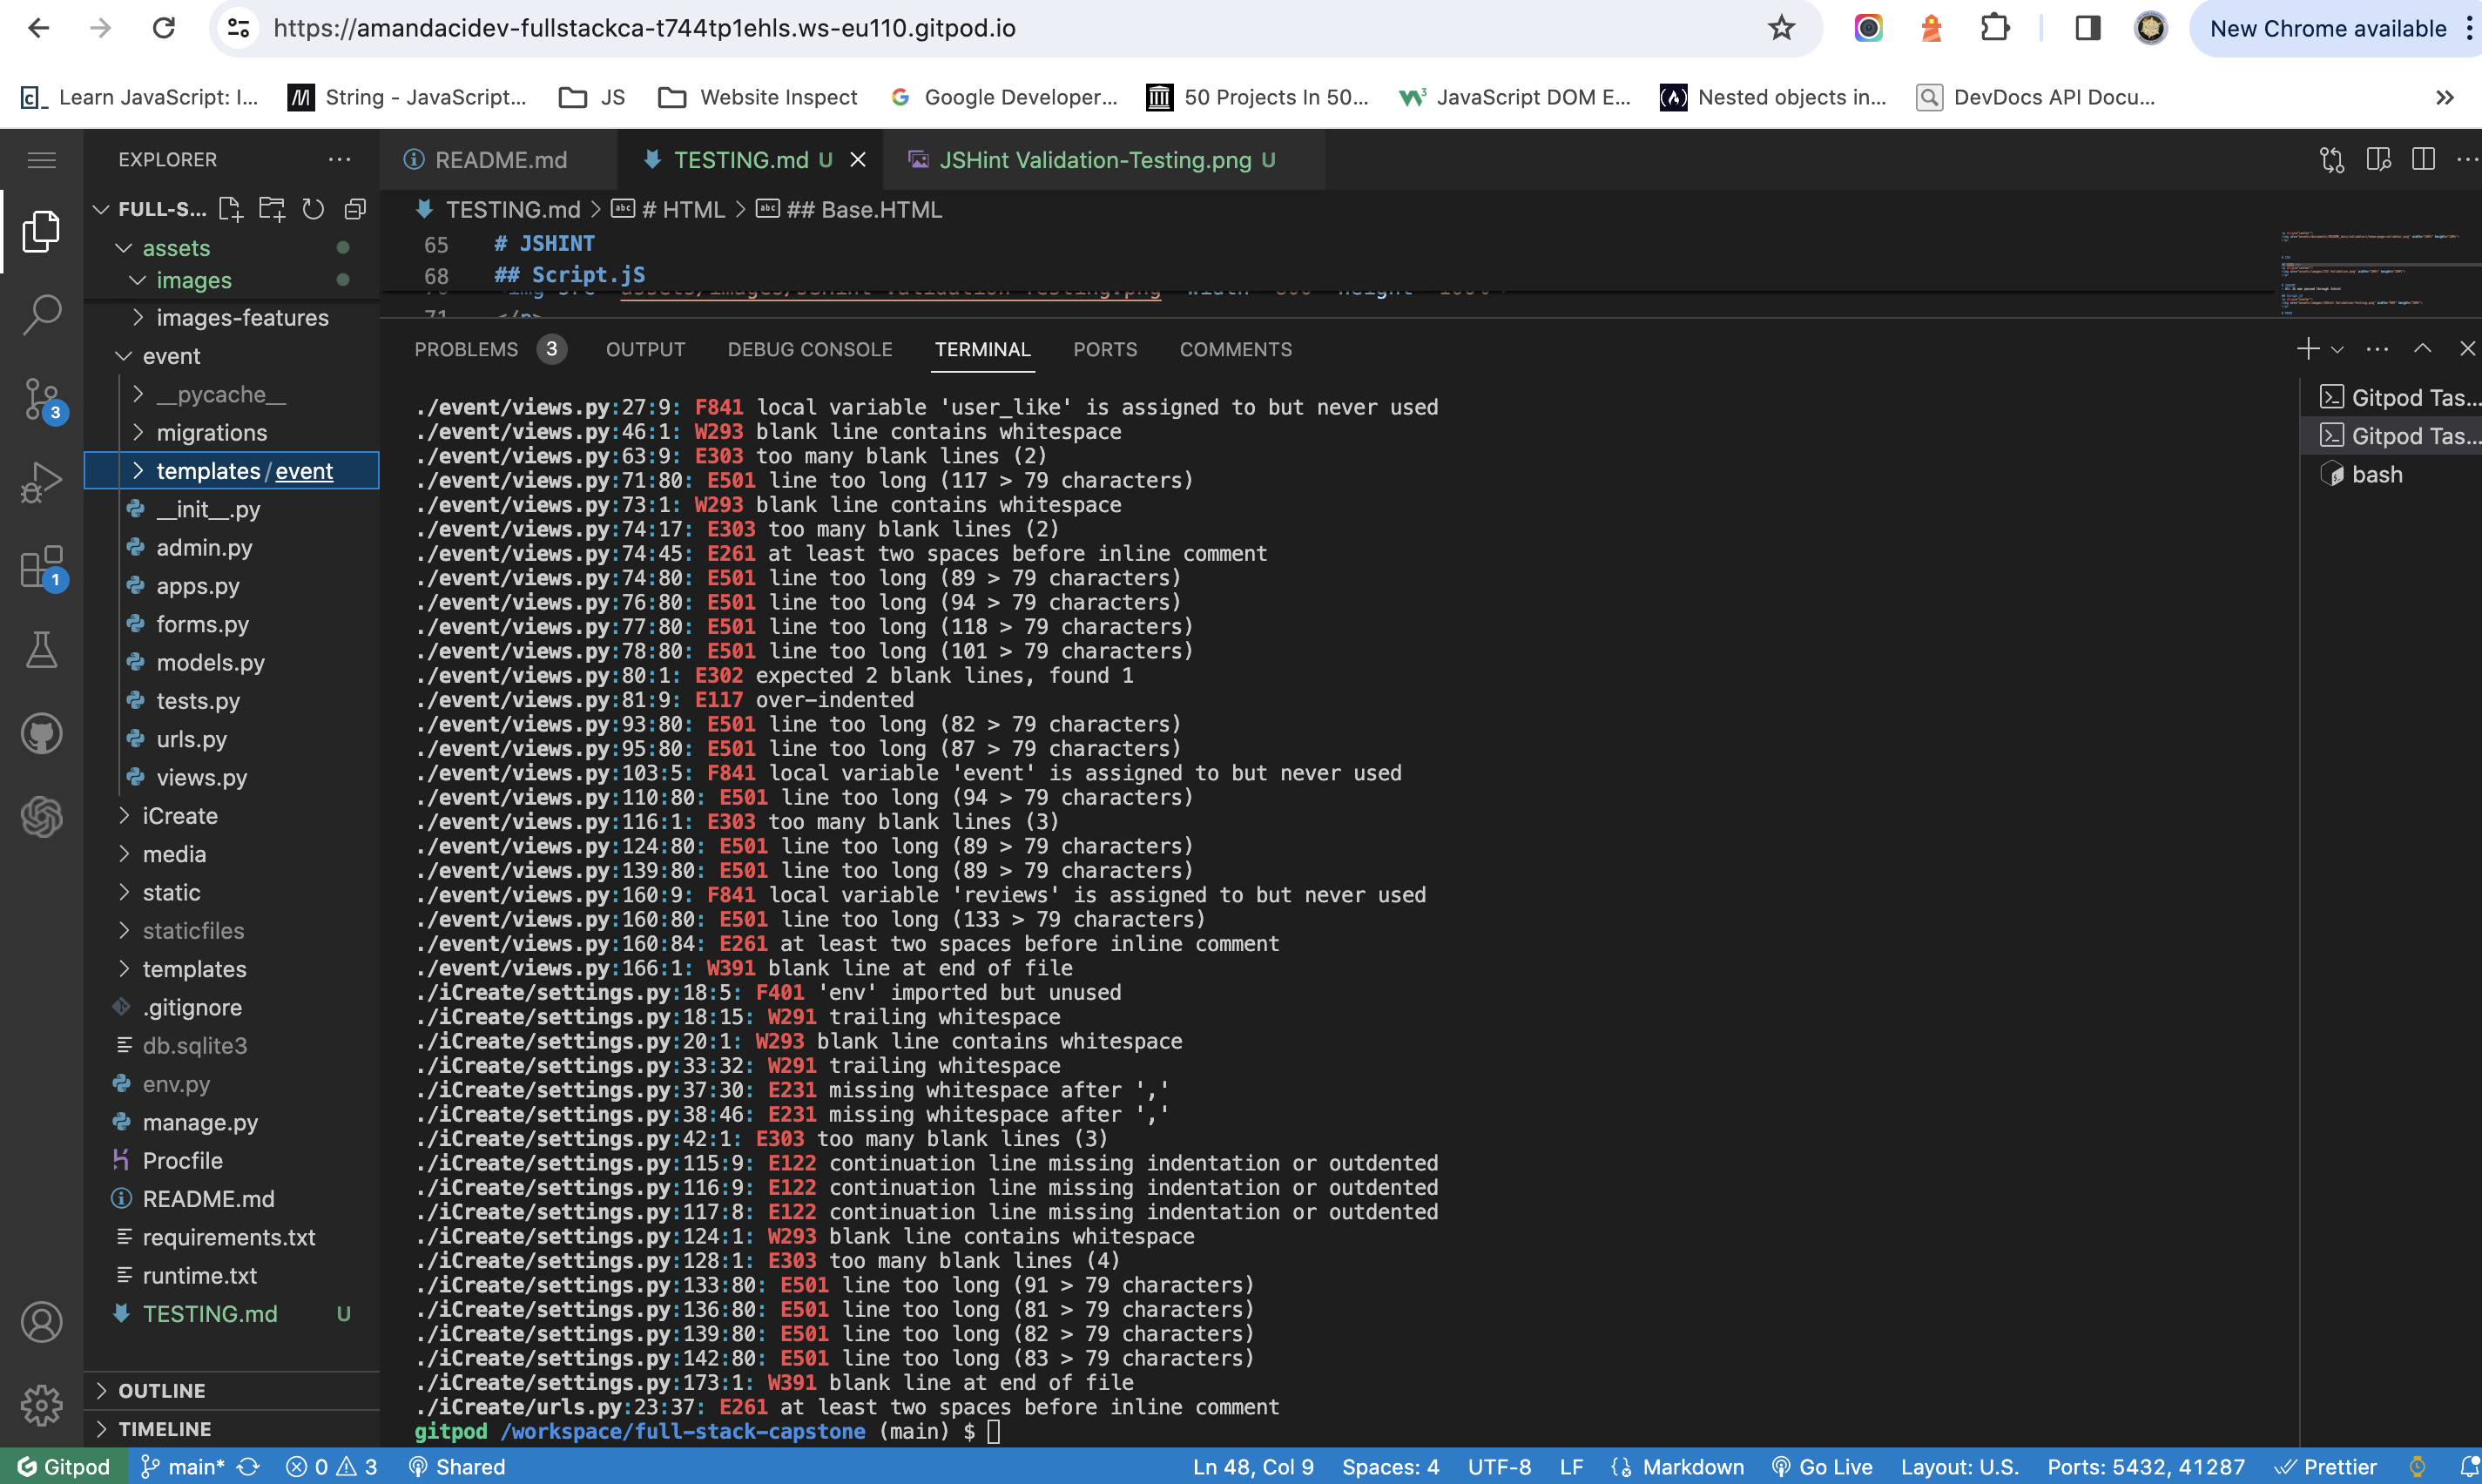 https://amandacidev-fullstackca-t744tp1ehls.ws-eu110.gitpod.io
New Chrome available
Learn JavaScript: I...
String - JavaScript...
JS
Website Inspect
Google Developer...
50 Projects In 50...
JavaScript DOM E...
Nested objects in...
DevDocs API Docu...
EXPLORER
README.md
TESTING.md U
JSHint Validation-Testing.png U
FULL-S...
TESTING.md > # HTML > ## Base.HTML
assets
images
images-features
event
__pycache__
migrations
templates/event
__init__.py
admin.py
apps.py
forms.py
models.py
tests.py
urls.py
views.py
iCreate
media
static
staticfiles
templates
.gitignore
db.sqlite3
env.py
manage.py
Procfile
README.md
requirements.txt
runtime.txt
TESTING.md U
OUTLINE
TIMELINE
3
1
65 # JSHINT
68 ## Script.jS
71 </p>
PROBLEMS 3 OUTPUT DEBUG CONSOLE TERMINAL PORTS COMMENTS
./event/views.py:27:9: F841 local variable 'user_like' is assigned to but never used
./event/views.py:46:1: W293 blank line contains whitespace
./event/views.py:63:9: E303 too many blank lines (2)
./event/views.py:71:80: E501 line too long (117 > 79 characters)
./event/views.py:73:1: W293 blank line contains whitespace
./event/views.py:74:17: E303 too many blank lines (2)
./event/views.py:74:45: E261 at least two spaces before inline comment
./event/views.py:74:80: E501 line too long (89 > 79 characters)
./event/views.py:76:80: E501 line too long (94 > 79 characters)
./event/views.py:77:80: E501 line too long (118 > 79 characters)
./event/views.py:78:80: E501 line too long (101 > 79 characters)
./event/views.py:80:1: E302 expected 2 blank lines, found 1
./event/views.py:81:9: E117 over-indented
./event/views.py:93:80: E501 line too long (82 > 79 characters)
./event/views.py:95:80: E501 line too long (87 > 79 characters)
./event/views.py:103:5: F841 local variable 'event' is assigned to but never used
./event/views.py:110:80: E501 line too long (94 > 79 characters)
./event/views.py:116:1: E303 too many blank lines (3)
./event/views.py:124:80: E501 line too long (89 > 79 characters)
./event/views.py:139:80: E501 line too long (89 > 79 characters)
./event/views.py:160:9: F841 local variable 'reviews' is assigned to but never used
./event/views.py:160:80: E501 line too long (133 > 79 characters)
./event/views.py:160:84: E261 at least two spaces before inline comment
./event/views.py:166:1: W391 blank line at end of file
./iCreate/settings.py:18:5: F401 'env' imported but unused
./iCreate/settings.py:18:15: W291 trailing whitespace
./iCreate/settings.py:20:1: W293 blank line contains whitespace
./iCreate/settings.py:33:32: W291 trailing whitespace
./iCreate/settings.py:37:30: E231 missing whitespace after ','
./iCreate/settings.py:38:46: E231 missing whitespace after ','
./iCreate/settings.py:42:1: E303 too many blank lines (3)
./iCreate/settings.py:115:9: E122 continuation line missing indentation or outdented
./iCreate/settings.py:116:9: E122 continuation line missing indentation or outdented
./iCreate/settings.py:117:8: E122 continuation line missing indentation or outdented
./iCreate/settings.py:124:1: W293 blank line contains whitespace
./iCreate/settings.py:128:1: E303 too many blank lines (4)
./iCreate/settings.py:133:80: E501 line too long (91 > 79 characters)
./iCreate/settings.py:136:80: E501 line too long (81 > 79 characters)
./iCreate/settings.py:139:80: E501 line too long (82 > 79 characters)
./iCreate/settings.py:142:80: E501 line too long (83 > 79 characters)
./iCreate/settings.py:173:1: W391 blank line at end of file
./iCreate/urls.py:23:37: E261 at least two spaces before inline comment
gitpod /workspace/full-stack-capstone (main) $
Gitpod Tas...
Gitpod Tas...
bash
Gitpod main* 0 3 Shared
Ln 48, Col 9 Spaces: 4 UTF-8 LF Markdown Go Live Layout: U.S. Ports: 5432, 41287 Prettier